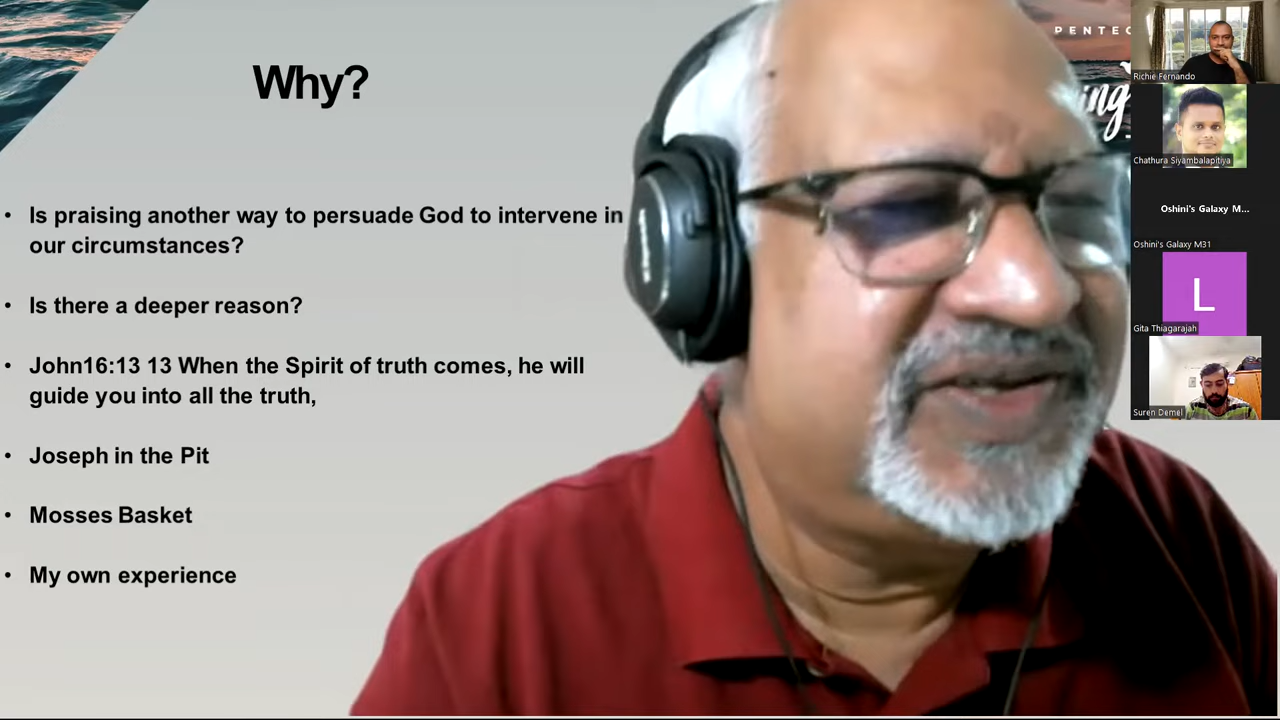 Why?
• Is praising another way to persuade God to intervene in
our circumstances?
• Is there a deeper reason?
• John16:13 13 When the Spirit of truth comes, he will
guide you into all the truth,
• Joseph in the Pit
• Mosses Basket
• My own experience
PENTEC
ing
Richie Fernando
Chathura Siyambalapitiya
Oshini's Galaxy M...
Oshini's Galaxy M31
L
Gita Thiagarajah
Suren Demel